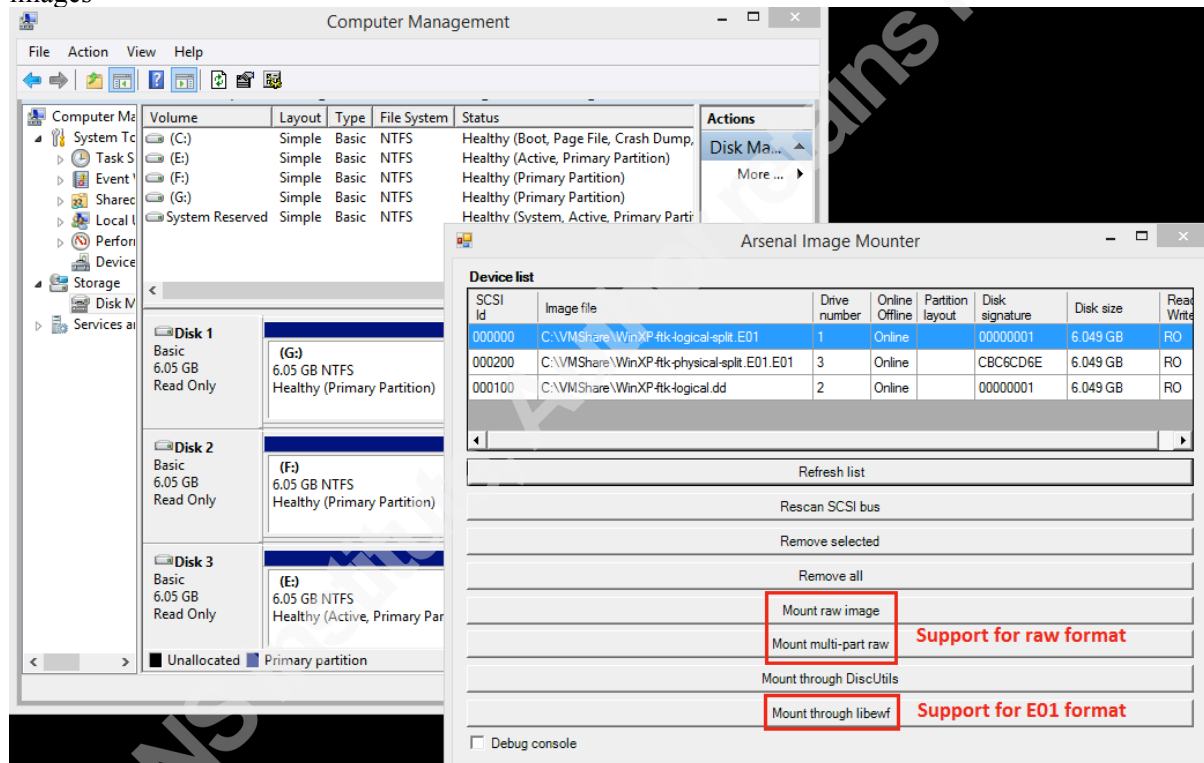 images
Computer Management
File Action View Help
Computer Ma
System To
Task S
Event
Shared
Local U
Perfor
Device
Storage
Disk M
Services a
Volume Layout Type File System Status
(C:) Simple Basic NTFS Healthy (Boot, Page File, Crash Dump,
(E:) Simple Basic NTFS Healthy (Active, Primary Partition)
(F:) Simple Basic NTFS Healthy (Primary Partition)
(G:) Simple Basic NTFS Healthy (Primary Partition)
System Reserved Simple Basic NTFS Healthy (System, Active, Primary Parti
Actions
Disk Ma...
More ...
Disk 1
Basic
6.05 GB
Read Only
(G:)
6.05 GB NTFS
Healthy (Primary Partition)
Disk 2
Basic
6.05 GB
Read Only
(F:)
6.05 GB NTFS
Healthy (Primary Partition)
Disk 3
Basic
6.05 GB
Read Only
(E:)
6.05 GB NTFS
Healthy (Active, Primary Par
Unallocated Primary partition
Arsenal Image Mounter
Device list
SCSI Id Image file Drive number Online Offline Partition layout Disk signature Disk size Read Write
000000 C:\VMShare\WinXP-ftk-logical-split.E01 1 Online 00000001 6.049 GB RO
000200 C:\VMShare\WinXP-ftk-physical-split.E01.E01 3 Online CBC6CD6E 6.049 GB RO
000100 C:\VMShare\WinXP-ftk-logical.dd 2 Online 00000001 6.049 GB RO
Refresh list
Rescan SCSI bus
Remove selected
Remove all
Mount raw image
Mount multi-part raw
Support for raw format
Mount through DiscUtils
Mount through libewf
Support for E01 format
Debug console